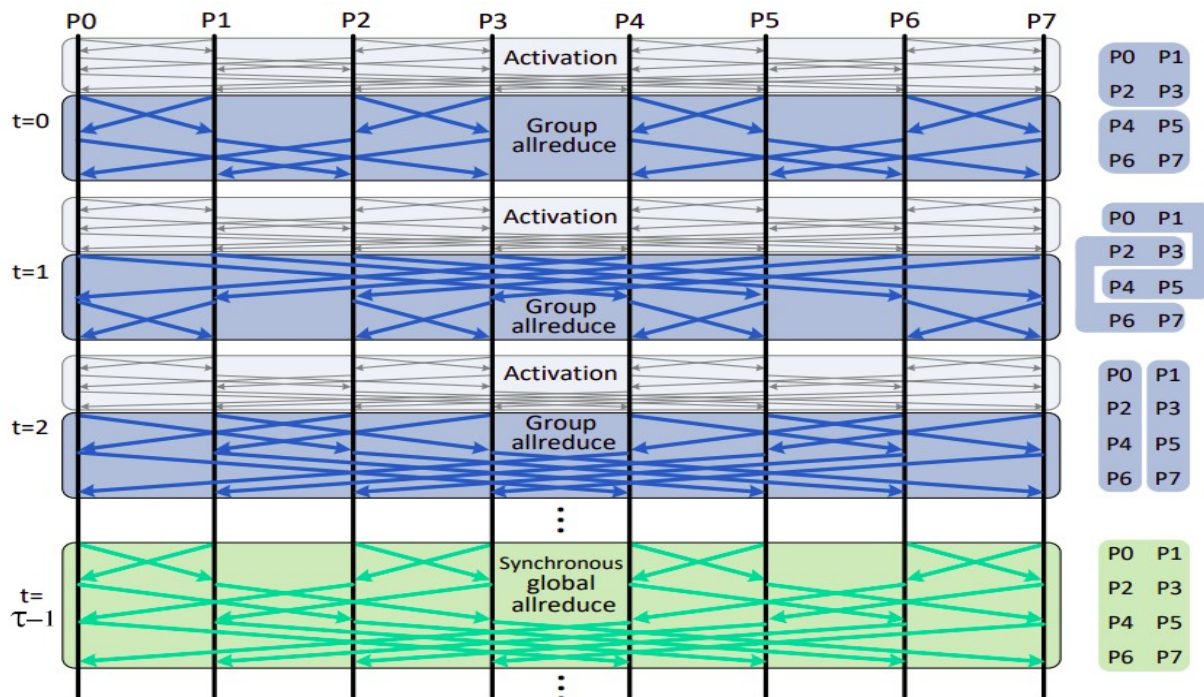 P0 P1 P2 P3 P4 P5 P6 P7
Activation
t=0
Group
allreduce
P0 P1
P2 P3
P4 P5
P6 P7
Activation
t=1
Group
allreduce
P0 P1
P2 P3
P4 P5
P6 P7
Activation
t=2
Group
allreduce
P0 P1
P2 P3
P4 P5
P6 P7
...
t=
τ−1
Synchronous
global
allreduce
P0 P1
P2 P3
P4 P5
P6 P7
...